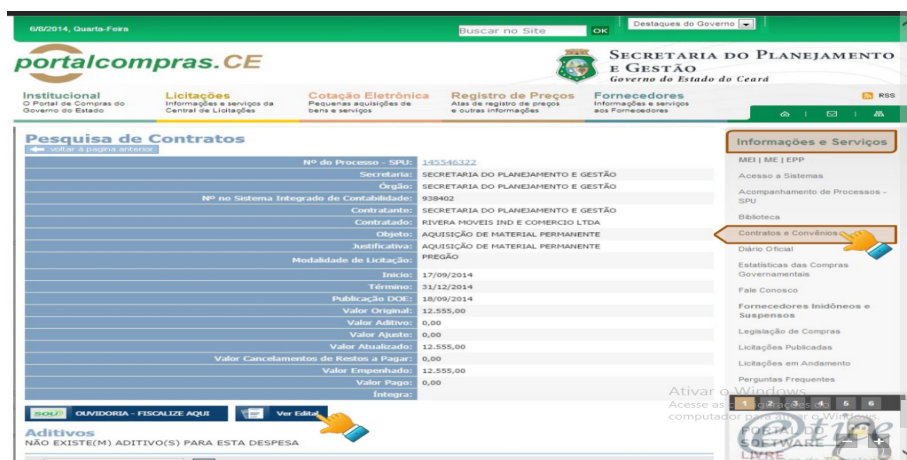 6/8/2014, Quarta-Feira
Buscar no Site
OK
Destaques do Governo
portalcompras.CE
SECRETARIA DO PLANEJAMENTO
E GESTÃO
Governo do Estado do Ceará
Institucional
O Portal de Compras do
Governo do Estado
Licitações
Informações e serviços da
Central de Licitações
Cotação Eletrônica
Pequenas aquisições de
bens e serviços
Registro de Preços
Atas de registro de preços
e outras informações
Fornecedores
Informações e serviços
aos Fornecedores
RSS
Pesquisa de Contratos
voltar à pagina anterior
Nº do Processo - SPU: 145546322
Secretaria: SECRETARIA DO PLANEJAMENTO E GESTÃO
Órgão: SECRETARIA DO PLANEJAMENTO E GESTÃO
Nº no Sistema Integrado de Contabilidade: 938402
Contratante: SECRETARIA DO PLANEJAMENTO E GESTÃO
Contratado: RIVERA MOVEIS IND E COMERCIO LTDA
Objeto: AQUISIÇÃO DE MATERIAL PERMANENTE
Justificativa: AQUISIÇÃO DE MATERIAL PERMANENTE
Modalidade de Licitação: PREGÃO
Inicio: 17/09/2014
Término: 31/12/2014
Publicação DOE: 18/09/2014
Valor Original: 12.555,00
Valor Aditivo: 0,00
Valor Ajuste: 0,00
Valor Atualizado: 12.555,00
Valor Cancelamentos de Restos a Pagar: 0,00
Valor Empenhado: 12.555,00
Valor Pago: 0,00
Íntegra:
OUVIDORIA - FISCALIZE AQUI
Ver Edital
Aditivos
NÃO EXISTE(M) ADITIVO(S) PARA ESTA DESPESA
Informações e Serviços
MEI | ME | EPP
Acesso a Sistemas
Acompanhamento de Processos -
SPU
Biblioteca
Contratos e Convênios
Diário Oficial
Estatísticas das Compras
Governamentais
Fale Conosco
Fornecedores Inidôneos e
Suspensos
Legislação de Compras
Licitações Publicadas
Licitações em Andamento
Perguntas Frequentes
Ativar o Windows
Acesse as
computador para ativar o Windows.
1 2 3 4 5 6
PORTAL DO
SOFTWARE
LIVRE